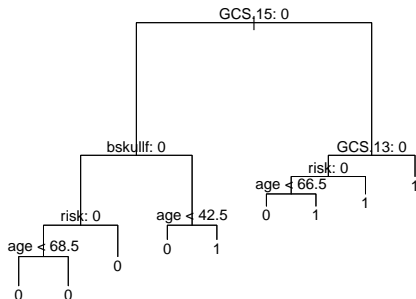 GCS.15: 0
bskullf: 0
GCS.13: 0
risk: 0
age < 66.5
1
risk: 0
age < 42.5
0
1
1
age < 68.5
0
1
0
0
0